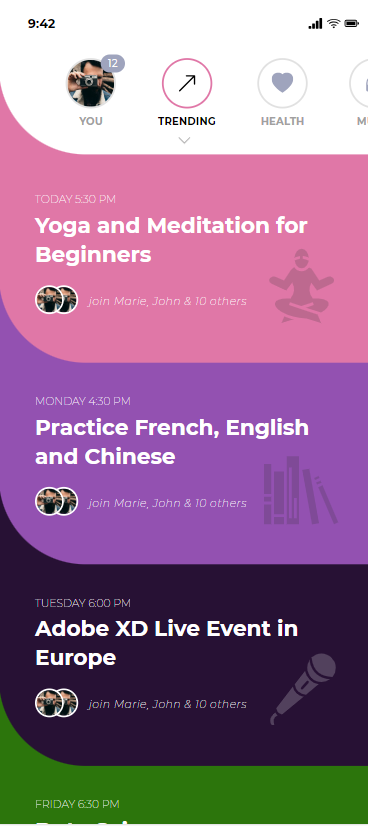 9:42
12
YOU
TRENDING
HEALTH
TODAY 5:30 PM
Yoga and Meditation for
Beginners
join Marie, John & 10 others
MONDAY 4:30 PM
Practice French, English
and Chinese
join Marie, John & 10 others
TUESDAY 6:00 PM
Adobe XD Live Event in
Europe
join Marie, John & 10 others
FRIDAY 6:30 PM